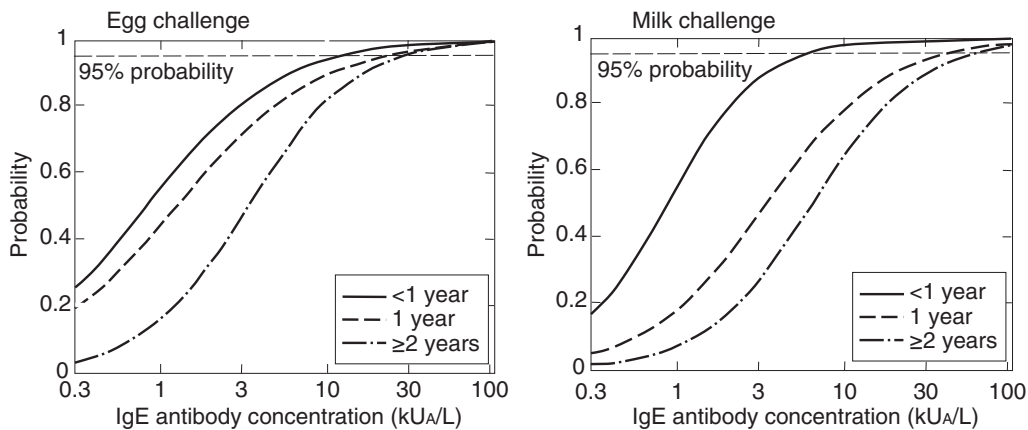 Egg challenge
1
0.8
0.6
0.4
0.2
0
Probability
95% probability
<1 year
1 year
≥2 years
0.3
1
3
10
30
100
IgE antibody concentration (kUA/L)
Milk challenge
1
0.8
0.6
0.4
0.2
0
Probability
95% probability
<1 year
1 year
≥2 years
0.3
1
3
10
30
100
IgE antibody concentration (kUA/L)